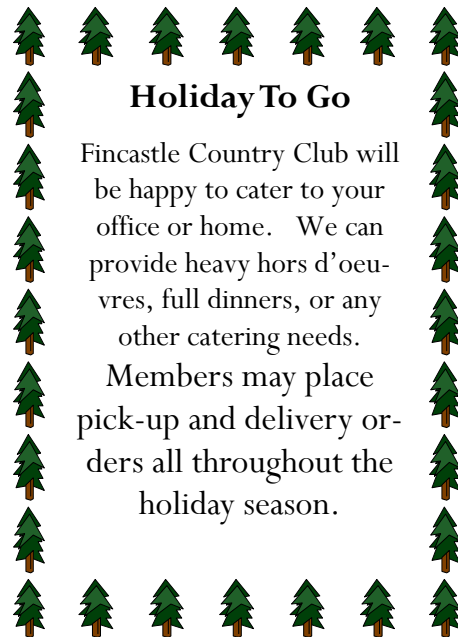 Holiday To Go
Fincastle Country Club will
be happy to cater to your
office or home.   We can
provide heavy hors d’oeu-
vres, full dinners, or any
other catering needs.
Members may place
pick-up and delivery or-
ders all throughout the
holiday season.